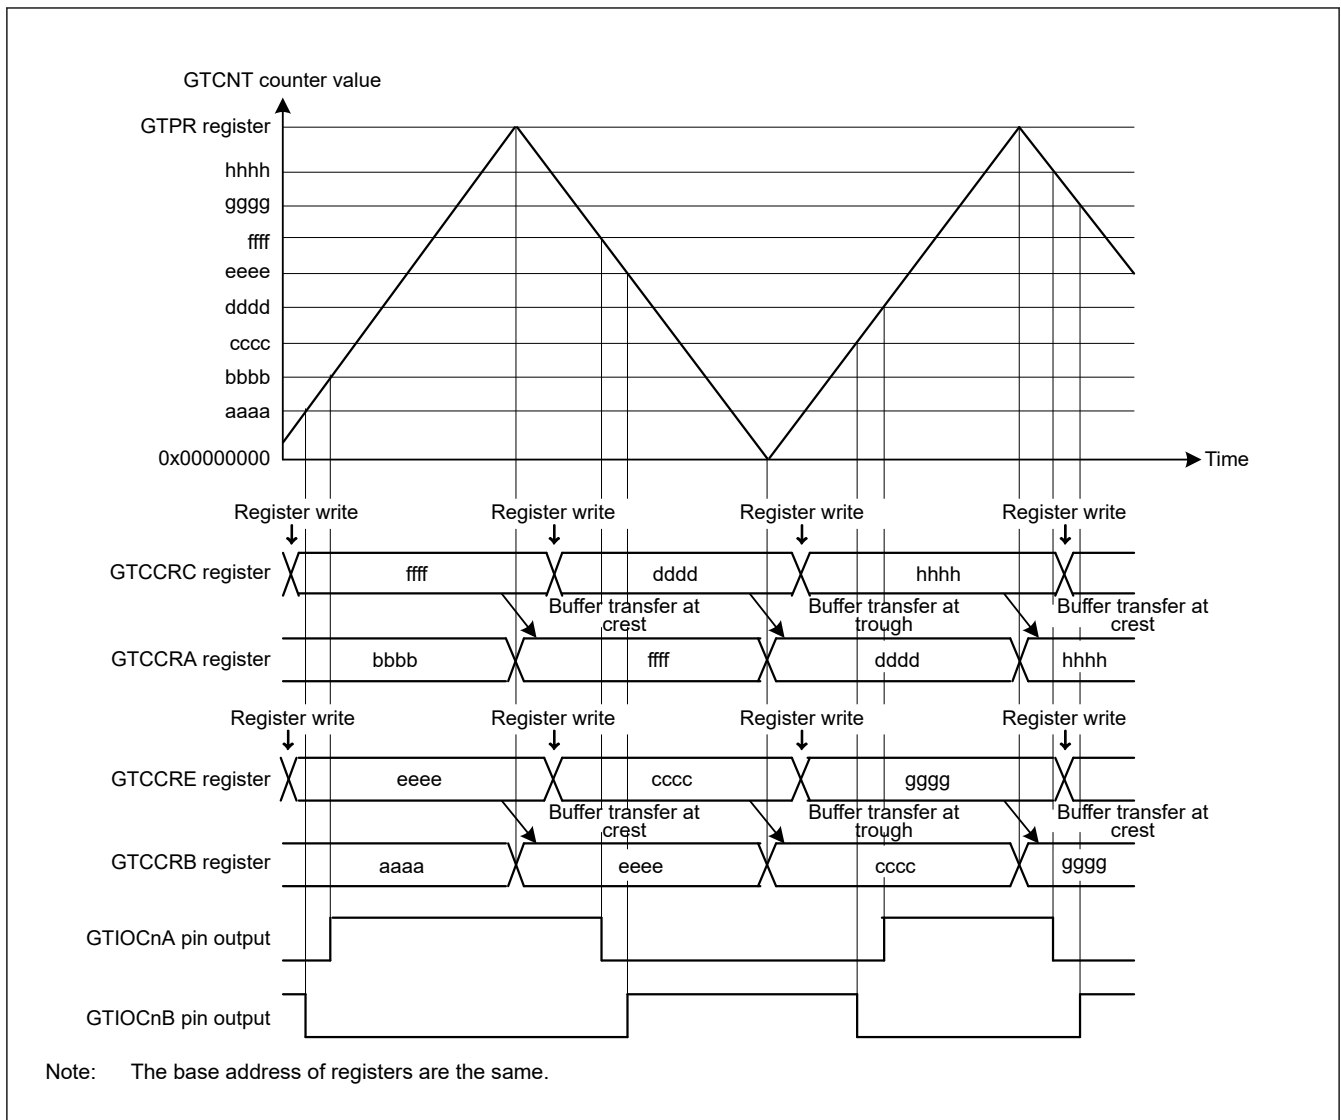 GTCNT counter value
GTPR register
hhhh
gggg
ffff
eeee
dddd
cccc
bbbb
aaaa
0x00000000
Time
Register write Register write Register write Register write
GTCCRC register ffff dddd hhhh
Buffer transfer at Buffer transfer at Buffer transfer at
crest trough crest
GTCCRA register bbbb ffff dddd hhhh
Register write Register write Register write Register write
GTCCRE register eeee cccc gggg
Buffer transfer at Buffer transfer at Buffer transfer at
crest trough crest
GTCCRB register aaaa eeee cccc gggg
GTIOCnA pin output
GTIOCnB pin output
Note: The base address of registers are the same.